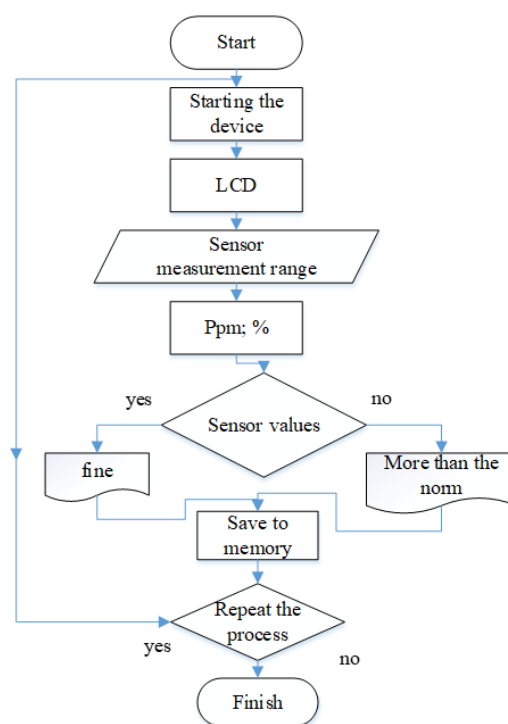 Start
Starting the
device
LCD
Sensor
measurement range
Ppm; %
yes
no
Sensor values
fine
More than the
norm
Save to
memory
Repeat the
process
yes
no
Finish